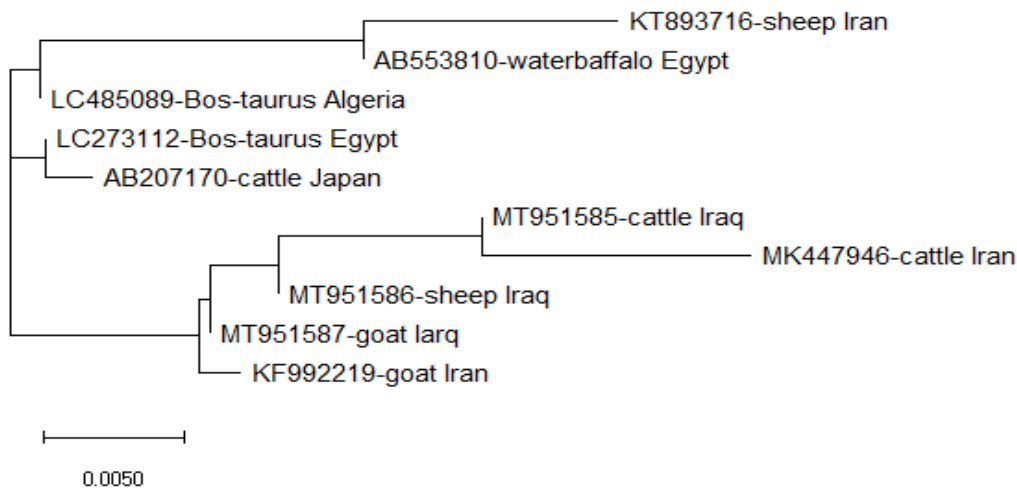 KT893716-sheep Iran
AB553810-waterbaffalo Egypt
LC485089-Bos-taurus Algeria
LC273112-Bos-taurus Egypt
AB207170-cattle Japan
MT951585-cattle Iraq
MK447946-cattle Iran
MT951586-sheep Iraq
MT951587-goat Iarq
KF992219-goat Iran
0.0050